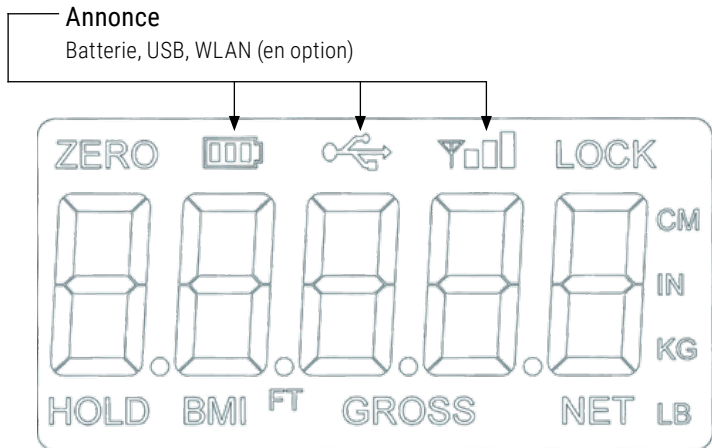 Annonce
Batterie, USB, WLAN (en option)
ZERO LOCK
CM
IN
KG
HOLD BMI FT GROSS NET LB